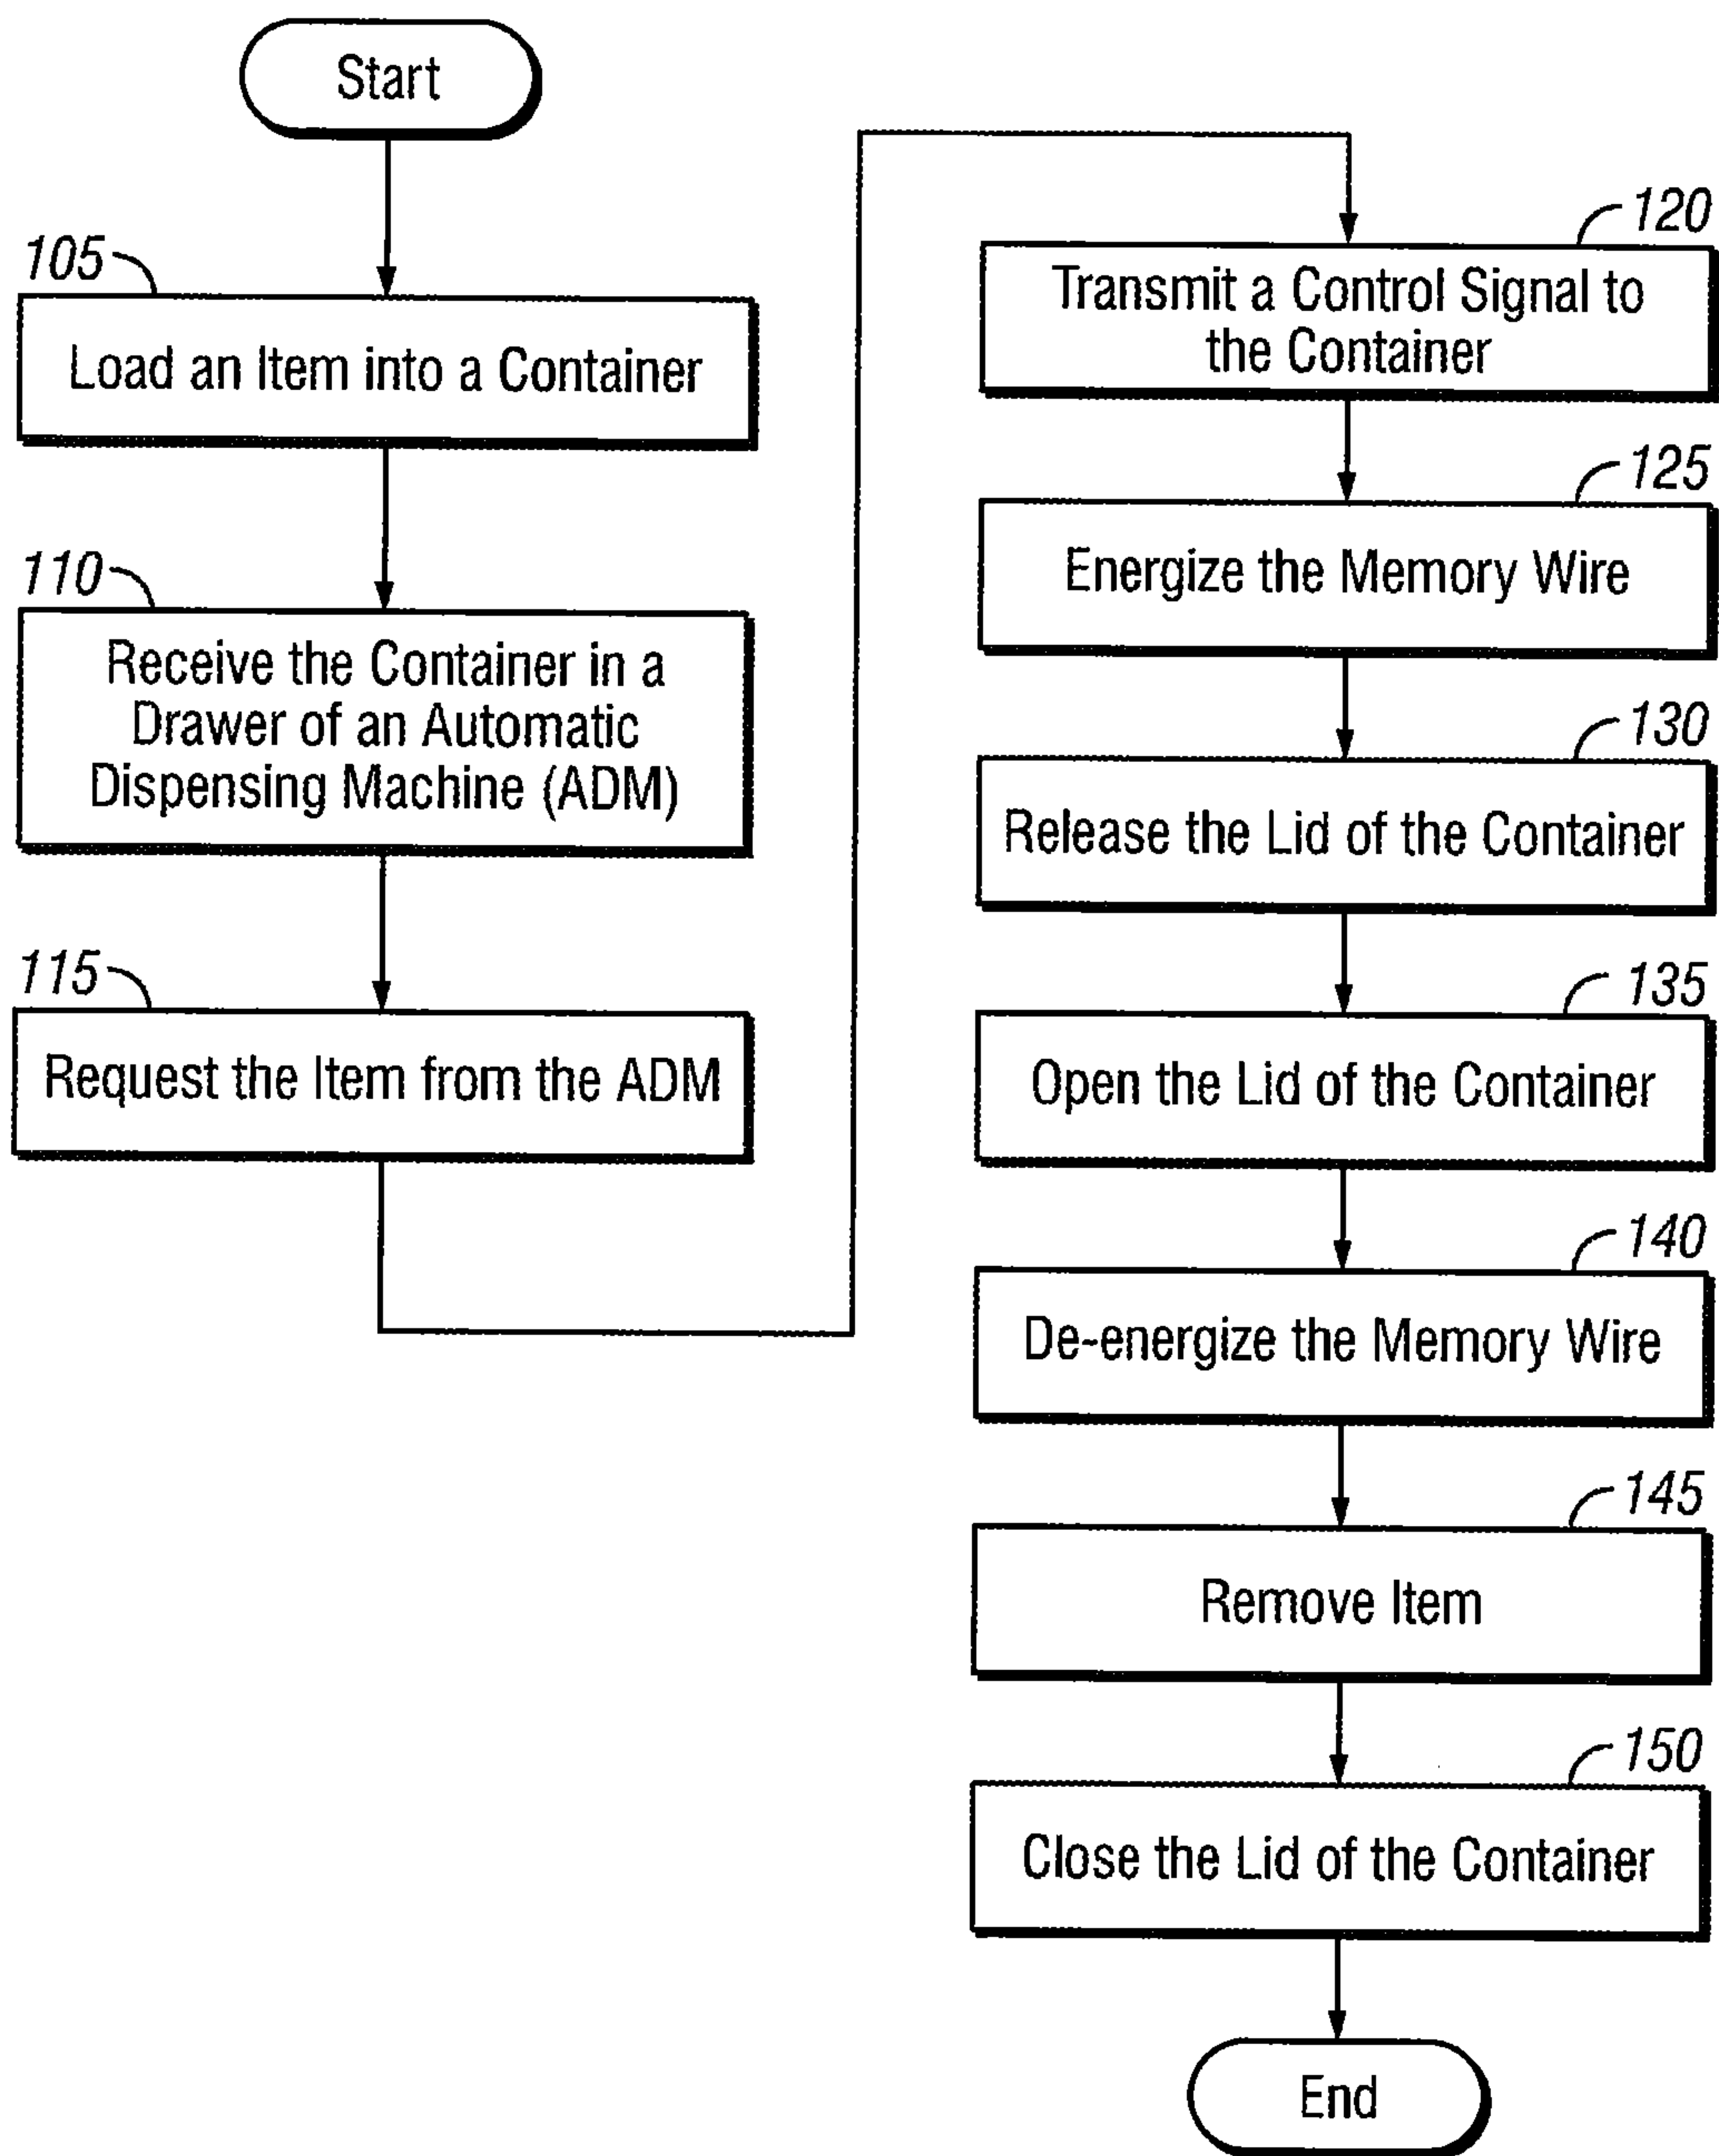 Start
105
Load an Item into a Container
110
Receive the Container in a
Drawer of an Automatic
Dispensing Machine (ADM)
115
Request the Item from the ADM
120
Transmit a Control Signal to
the Container
125
Energize the Memory Wire
130
Release the Lid of the Container
135
Open the Lid of the Container
140
De-energize the Memory Wire
145
Remove Item
150
Close the Lid of the Container
End